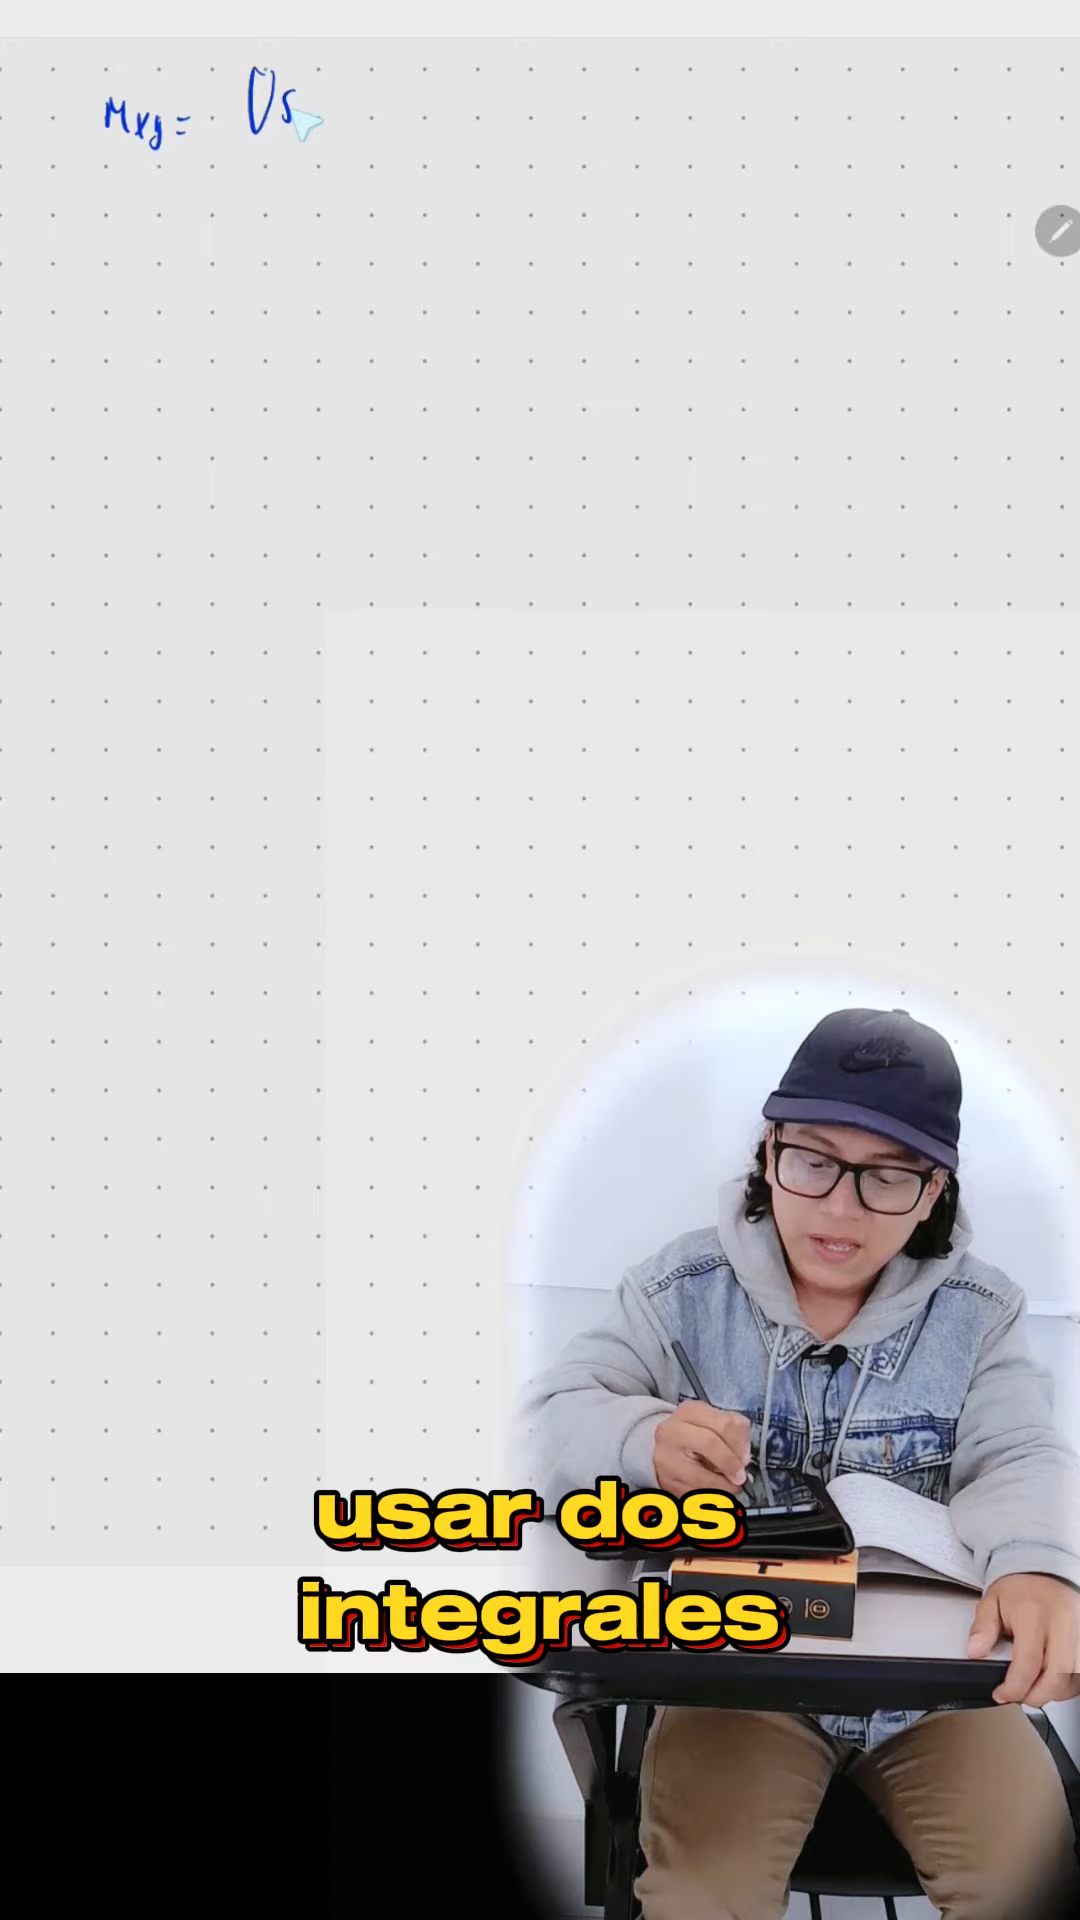 Mxy =
usar dos
integrales